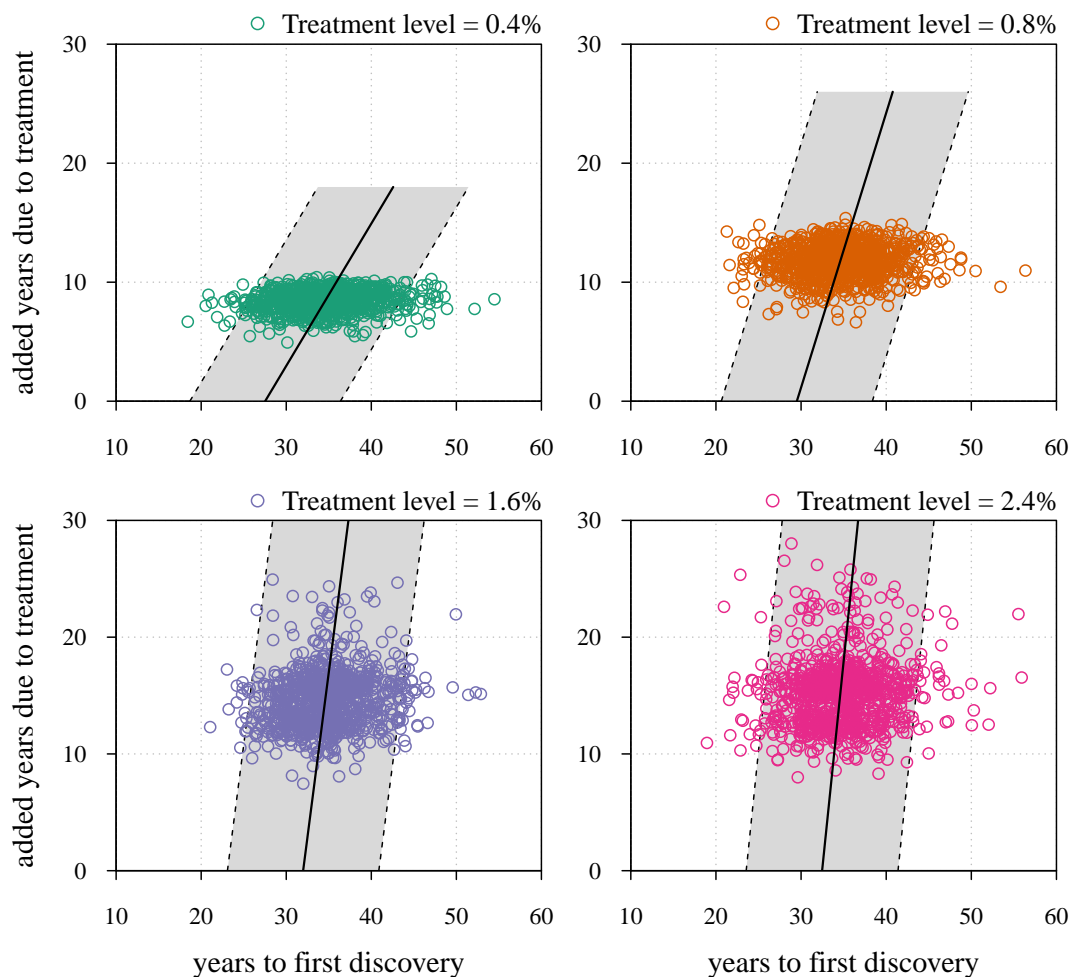 Treatment level = 0.4%
Treatment level = 0.8%
added years due to treatment
30
20
10
0
10 20 30 40 50 60
30
20
10
0
10 20 30 40 50 60
Treatment level = 1.6%
Treatment level = 2.4%
added years due to treatment
30
20
10
0
10 20 30 40 50 60
years to first discovery
30
20
10
0
10 20 30 40 50 60
years to first discovery